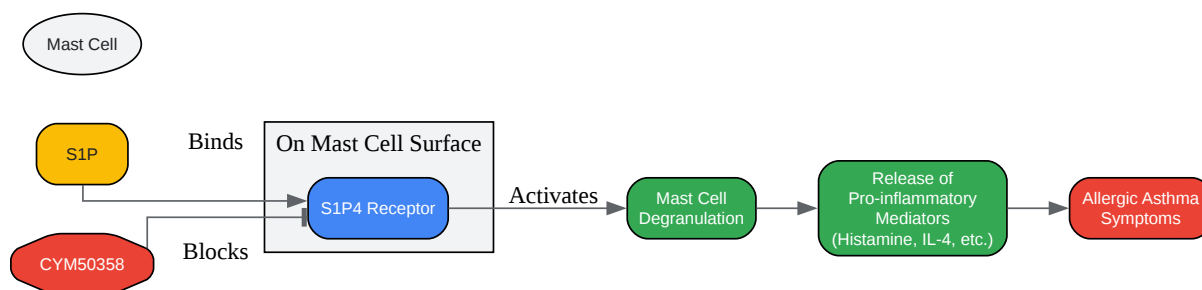 Mast Cell
S1P
Binds
On Mast Cell Surface
S1P4 Receptor
CYM50358
Blocks
Activates
Mast Cell
Degranulation
Release of
Pro-inflammatory
Mediators
(Histamine, IL-4, etc.)
Allergic Asthma
Symptoms